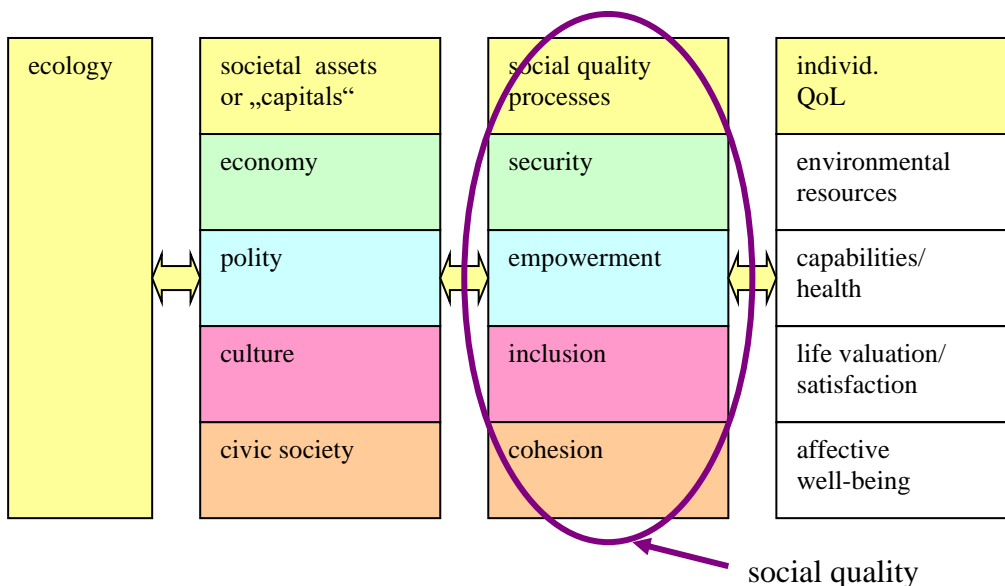 ecology
societal assets
or „capitals“
economy
polity
culture
civic society
social quality
processes
security
empowerment
inclusion
cohesion
individ.
QoL
environmental
resources
capabilities/
health
life valuation/
satisfaction
affective
well-being
social quality